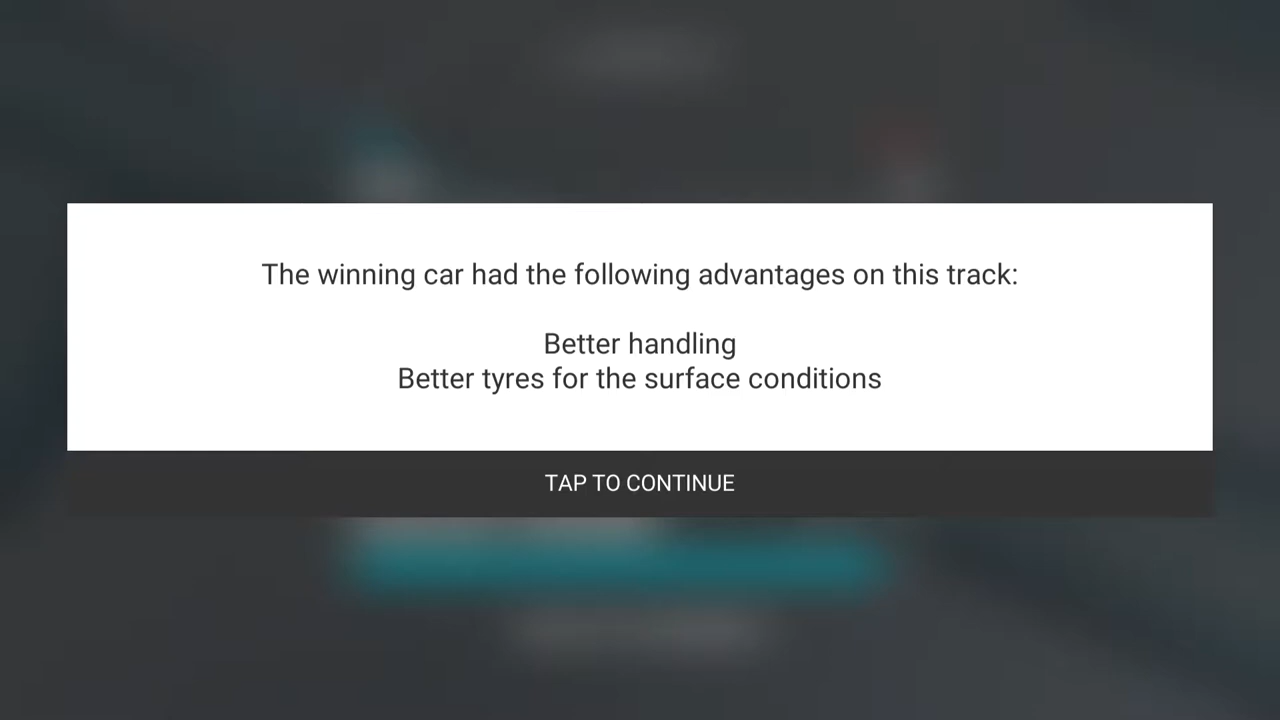 The winning car had the following advantages on this track:
Better handling
Better tyres for the surface conditions
TAP TO CONTINUE